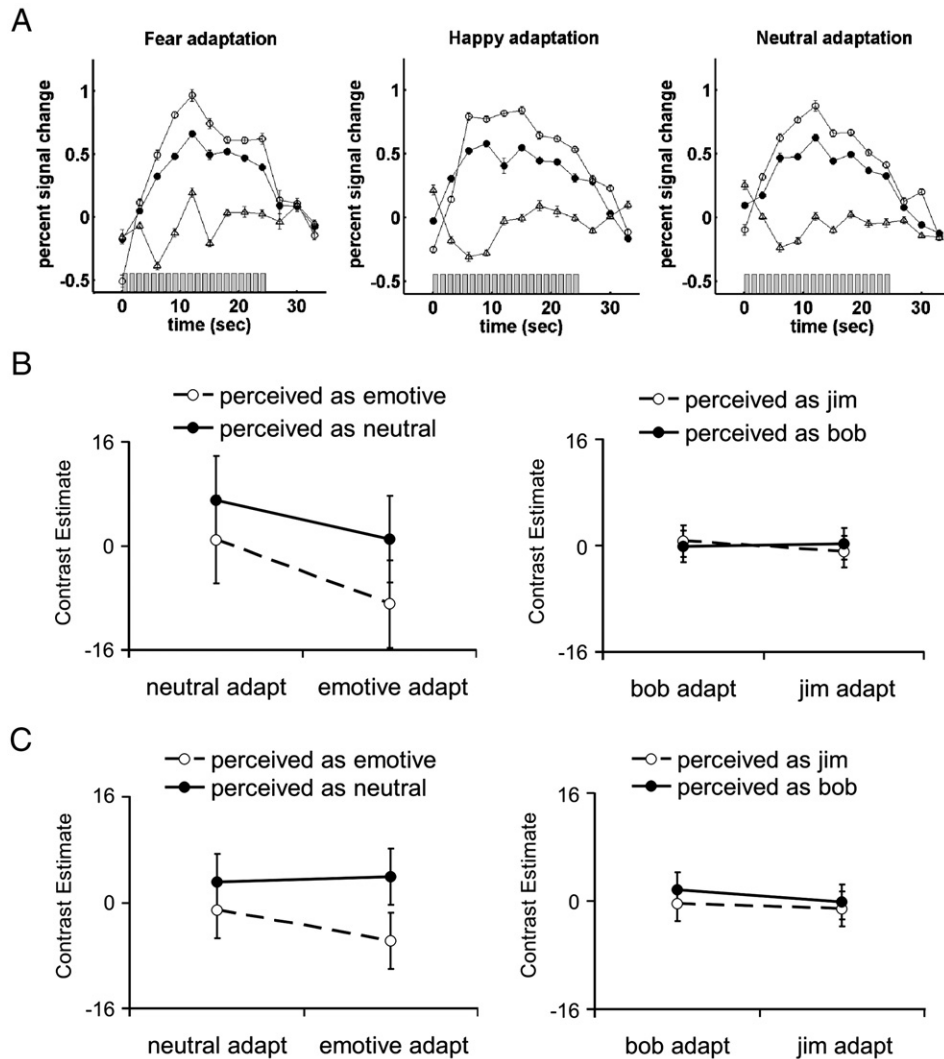 A
Fear adaptation
Happy adaptation
Neutral adaptation
percent signal change
1
0.5
0
-0.5
0 10 20 30
time (sec)
percent signal change
1
0.5
0
-0.5
0 10 20 30
time (sec)
percent signal change
1
0.5
0
-0.5
0 10 20 30
time (sec)
B
perceived as emotive
perceived as neutral
Contrast Estimate
16
0
-16
neutral adapt emotive adapt
perceived as jim
perceived as bob
Contrast Estimate
16
0
-16
bob adapt jim adapt
C
perceived as emotive
perceived as neutral
Contrast Estimate
16
0
-16
neutral adapt emotive adapt
perceived as jim
perceived as bob
Contrast Estimate
16
0
-16
bob adapt jim adapt